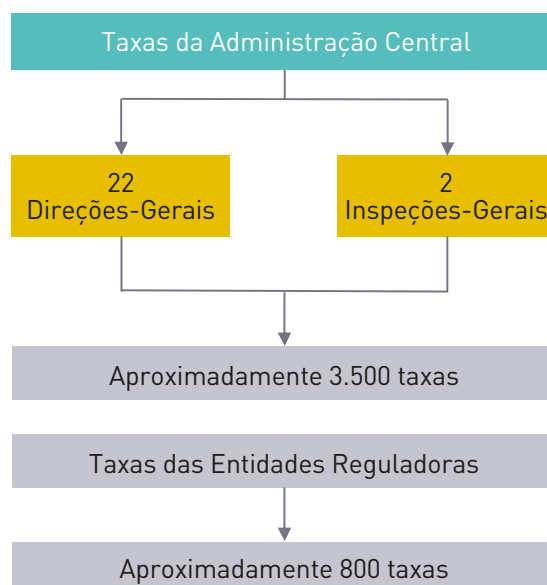 Taxas da Administração Central
22
Direções-Gerais
2
Inspeções-Gerais
Aproximadamente 3.500 taxas
Taxas das Entidades Reguladoras
Aproximadamente 800 taxas